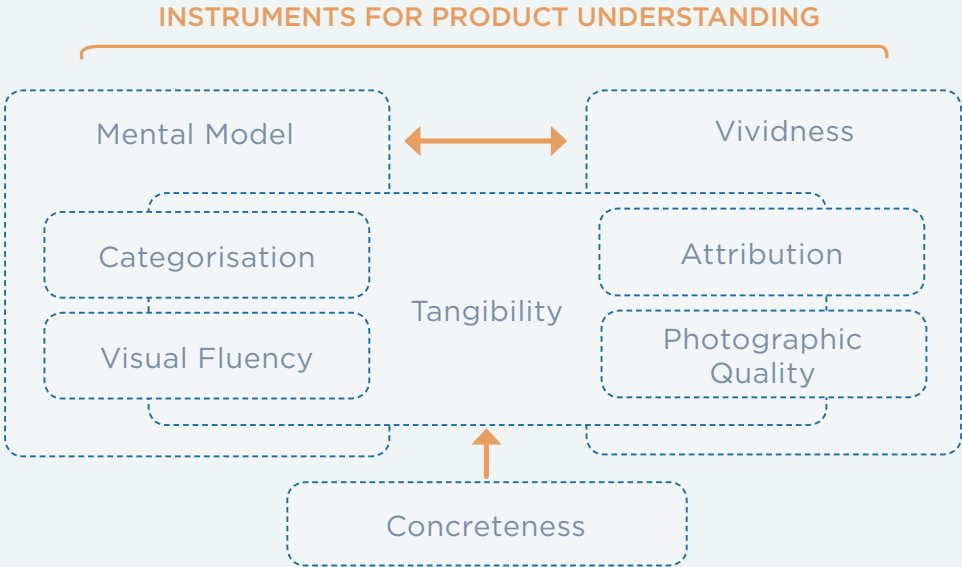 INSTRUMENTS FOR PRODUCT UNDERSTANDING
Mental Model
Vividness
Categorisation
Attribution
Tangibility
Visual Fluency
Photographic
Quality
Concreteness